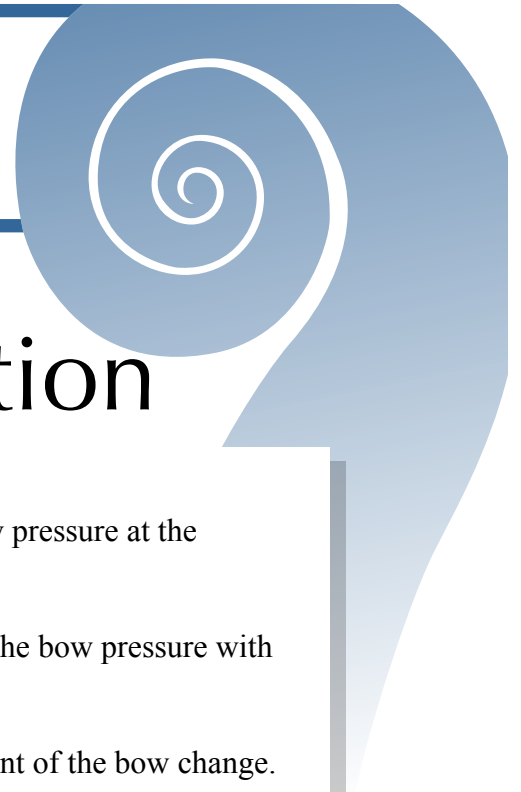 tion
pressure at the
he bow pressure with
nt of the bow change.